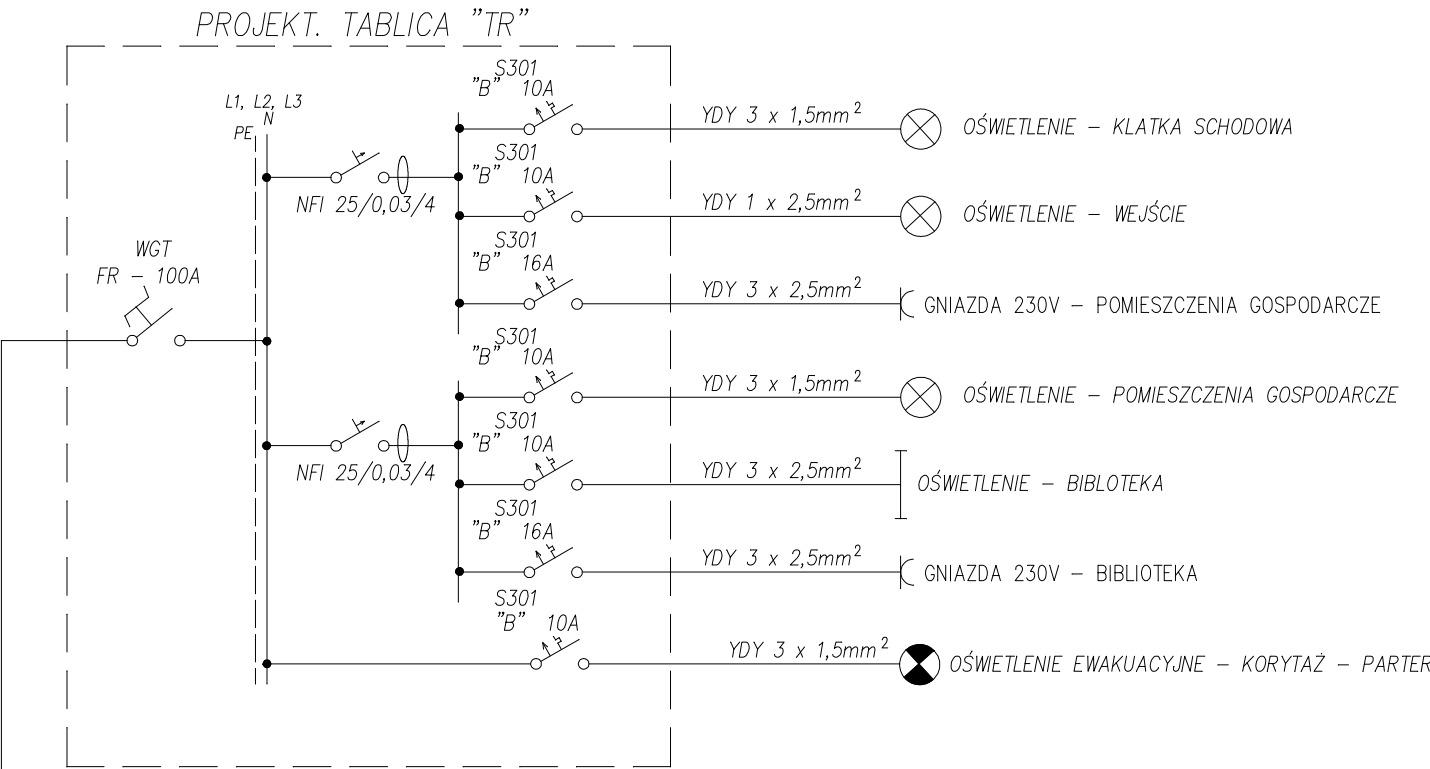 PROJEKT. TABLICA "TR"
L1, L2, L3
N
PE
WGT
FR – 100A
NFI 25/0,03/4
S301
"B" 10A
YDY 3 x 1,5mm²
OŚWIETLENIE – KLATKA SCHODOWA
S301
"B" 10A
YDY 1 x 2,5mm²
OŚWIETLENIE – WEJŚCIE
S301
"B" 16A
YDY 3 x 2,5mm²
GNIAZDA 230V – POMIESZCZENIA GOSPODARCZE
NFI 25/0,03/4
S301
"B" 10A
YDY 3 x 1,5mm²
OŚWIETLENIE – POMIESZCZENIA GOSPODARCZE
S301
"B" 10A
YDY 3 x 2,5mm²
OŚWIETLENIE – BIBLOTEKA
S301
"B" 16A
YDY 3 x 2,5mm²
GNIAZDA 230V – BIBLIOTEKA
S301
"B" 10A
YDY 3 x 1,5mm²
OŚWIETLENIE EWAKUACYJNE – KORYTAŻ – PARTER